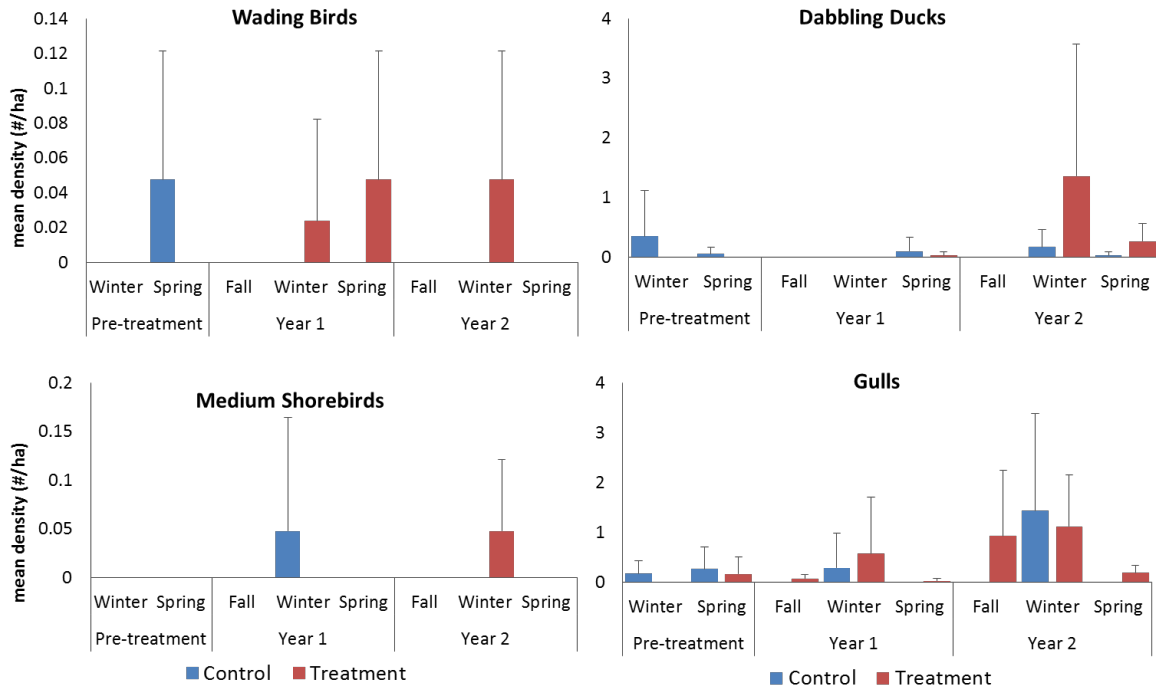 Wading Birds
mean density (#/ha)
0.14
0.12
0.1
0.08
0.06
0.04
0.02
0
Winter Spring Fall Winter Spring Fall Winter Spring
Pre-treatment Year 1 Year 2
Dabbling Ducks
4
3
2
1
0
Winter Spring Fall Winter Spring Fall Winter Spring
Pre-treatment Year 1 Year 2
Medium Shorebirds
mean density (#/ha)
0.2
0.15
0.1
0.05
0
Winter Spring Fall Winter Spring Fall Winter Spring
Pre-treatment Year 1 Year 2
Control Treatment
Gulls
4
3
2
1
0
Winter Spring Fall Winter Spring Fall Winter Spring
Pre-treatment Year 1 Year 2
Control Treatment